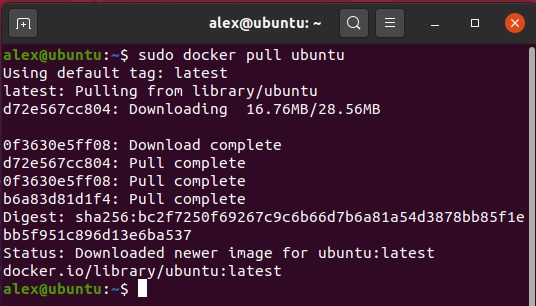 alex@ubuntu: ~
alex@ubuntu:~$ sudo docker pull ubuntu
Using default tag: latest
latest: Pulling from library/ubuntu
d72e567cc804: Downloading  16.76MB/28.56MB
0f3630e5ff08: Download complete
d72e567cc804: Pull complete
0f3630e5ff08: Pull complete
b6a83d81d1f4: Pull complete
Digest: sha256:bc2f7250f69267c9c6b66d7b6a81a54d3878bb85f1e
bb5f951c896d13e6ba537
Status: Downloaded newer image for ubuntu:latest
docker.io/library/ubuntu:latest
alex@ubuntu:~$